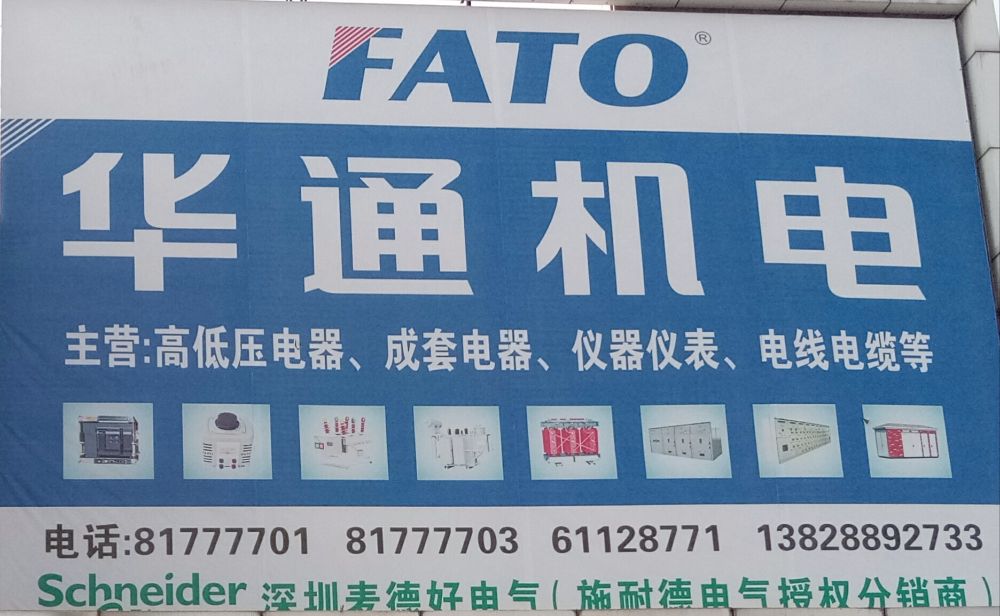 FATO®
华通机电
主营:高低压电器、成套电器、仪器仪表、电线电缆等
电话:81777701 81777703 61128771 13828892733
Schneider 深圳麦德好电气(施耐德电气授权分销商)